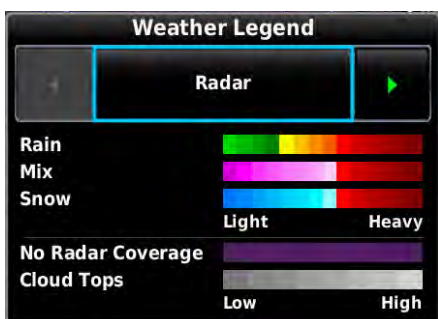 Weather Legend
Radar
Rain
Mix
Snow
Light Heavy
No Radar Coverage
Cloud Tops
Low High